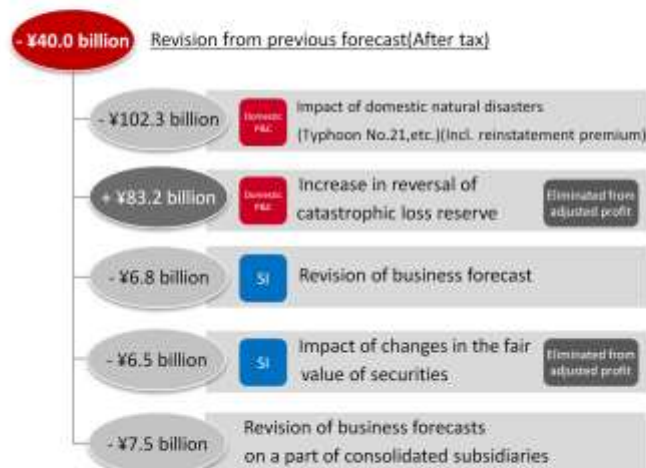 - ¥40.0 billion
Revision from previous forecast(After tax)
- ¥102.3 billion
Domestic
P&C
Impact of domestic natural disasters
(Typhoon No.21,etc.)(Incl. reinstatement premium)
+ ¥83.2 billion
Domestic
P&C
Increase in reversal of
catastrophic loss reserve
Eliminated from
adjusted profit
- ¥6.8 billion
SI
Revision of business forecast
- ¥6.5 billion
SI
Impact of changes in the fair
value of securities
Eliminated from
adjusted profit
- ¥7.5 billion
Revision of business forecasts
on a part of consolidated subsidiaries